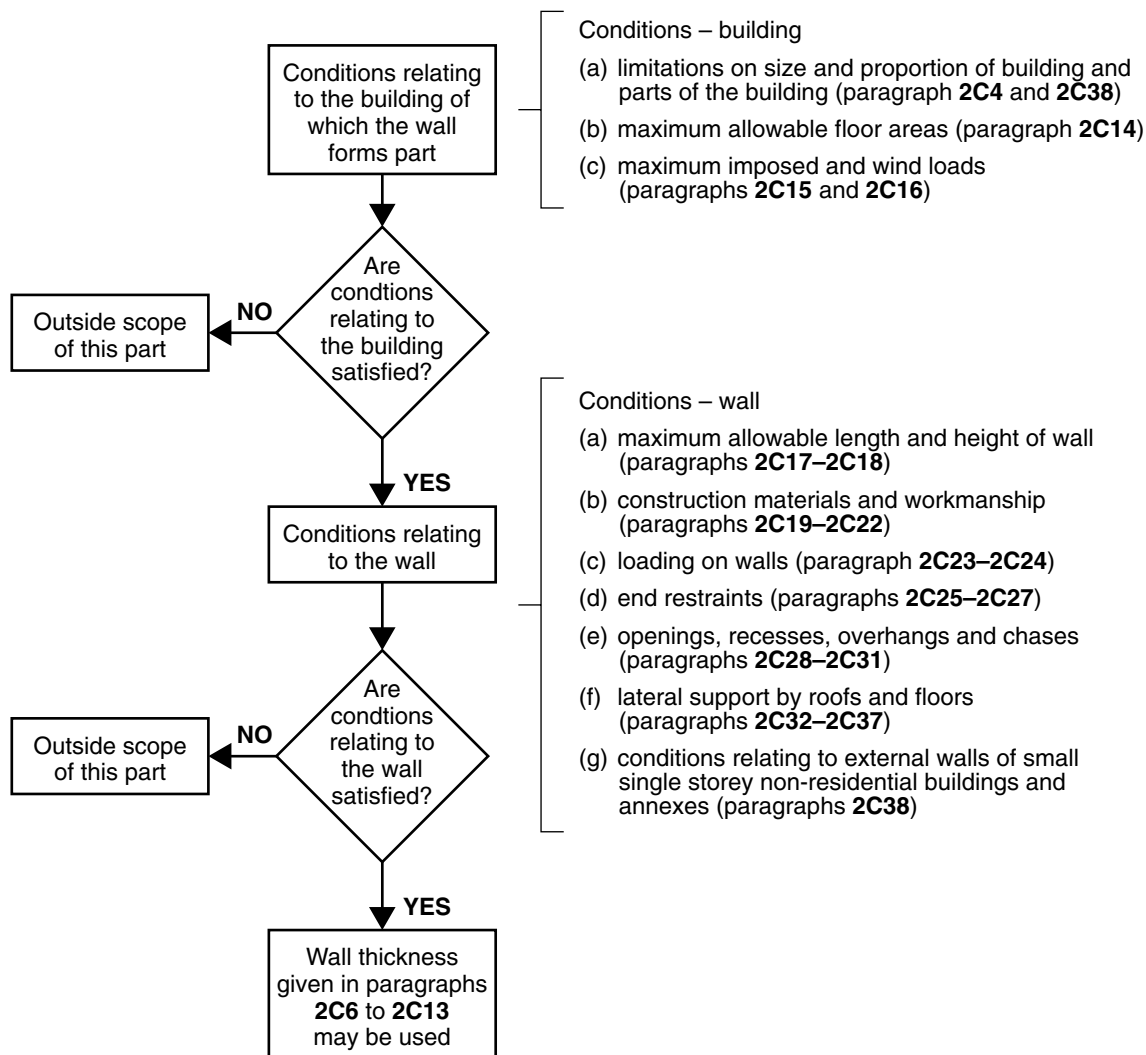 Conditions relating
to the building of
which the wall
forms part
Conditions – building
(a) limitations on size and proportion of building and
parts of the building (paragraph 2C4 and 2C38)
(b) maximum allowable floor areas (paragraph 2C14)
(c) maximum imposed and wind loads
(paragraphs 2C15 and 2C16)
Are
condtions
relating to
the building
satisfied?
NO
Outside scope
of this part
YES
Conditions relating
to the wall
Conditions – wall
(a) maximum allowable length and height of wall
(paragraphs 2C17–2C18)
(b) construction materials and workmanship
(paragraphs 2C19–2C22)
(c) loading on walls (paragraph 2C23–2C24)
(d) end restraints (paragraphs 2C25–2C27)
(e) openings, recesses, overhangs and chases
(paragraphs 2C28–2C31)
(f) lateral support by roofs and floors
(paragraphs 2C32–2C37)
(g) conditions relating to external walls of small
single storey non-residential buildings and
annexes (paragraphs 2C38)
Are
condtions
relating to
the wall
satisfied?
NO
Outside scope
of this part
YES
Wall thickness
given in paragraphs
2C6 to 2C13
may be used